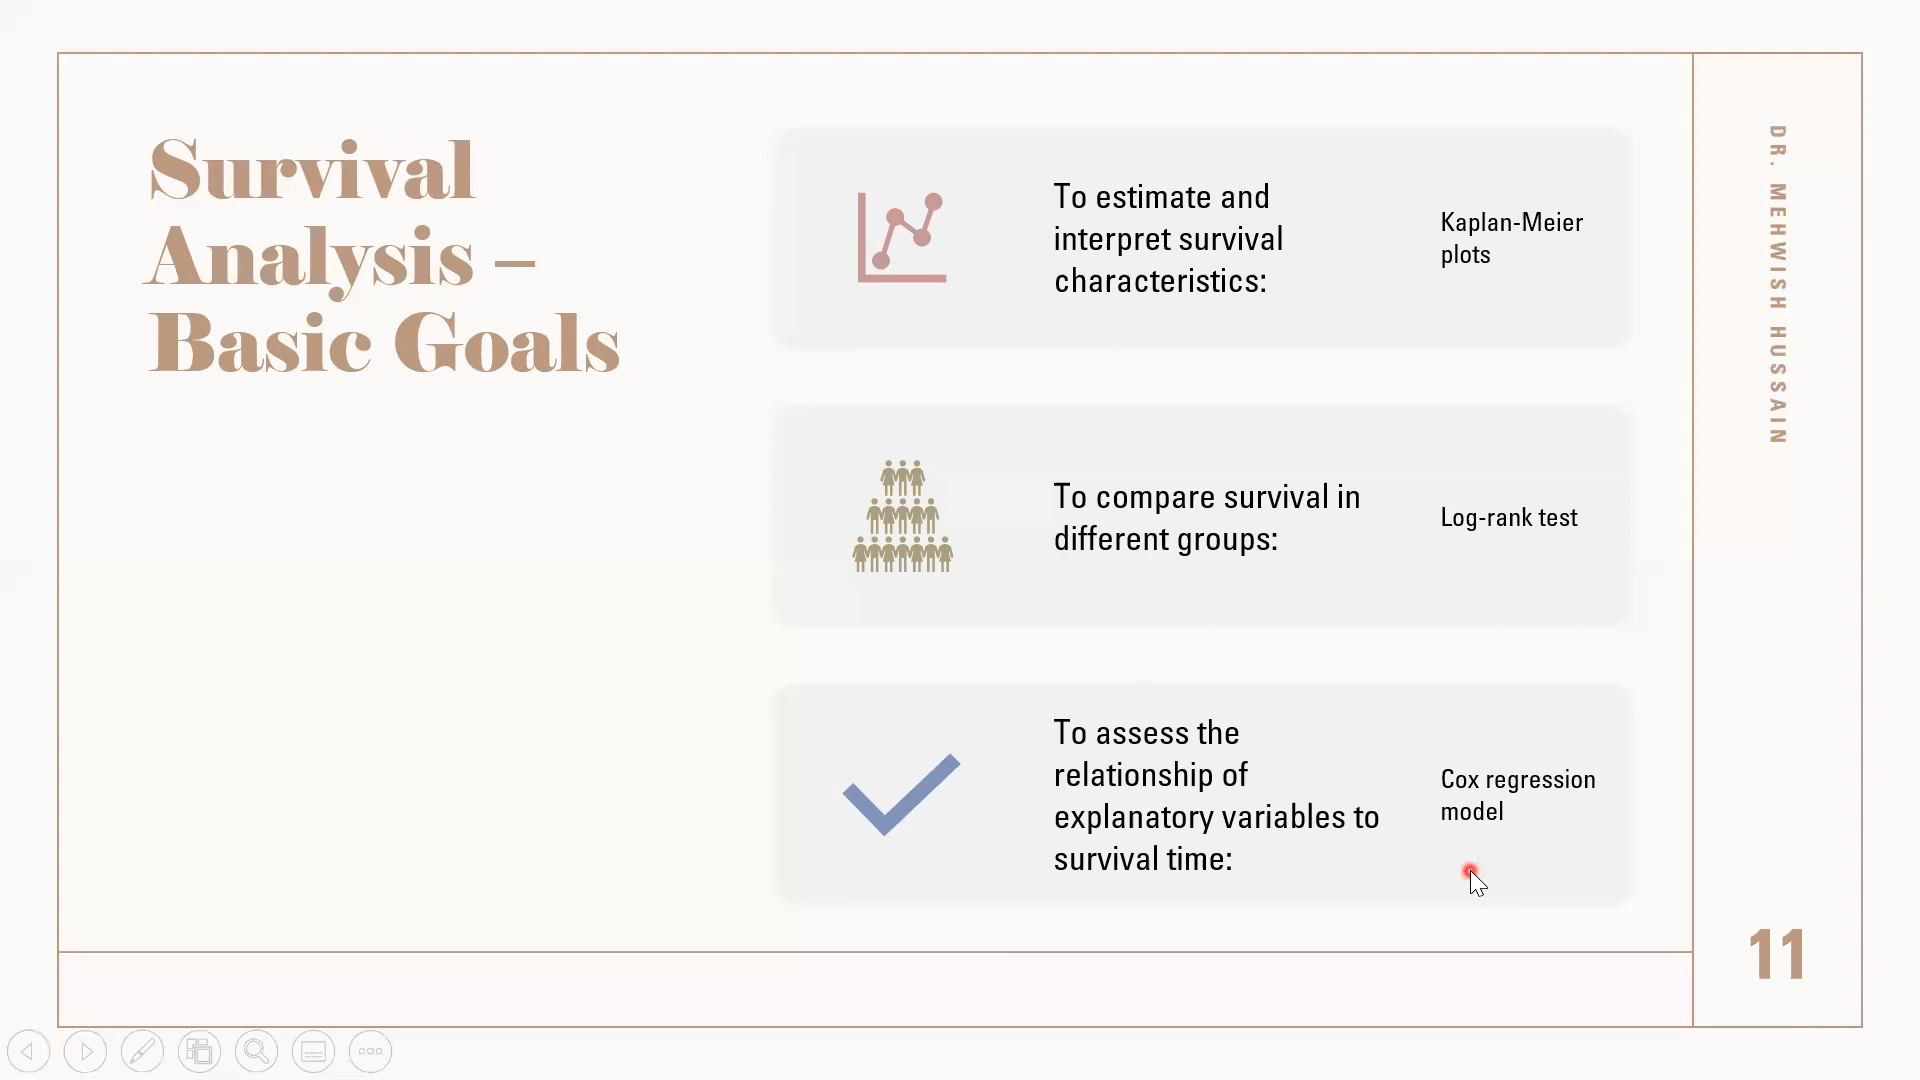 Survival
Analysis –
Basic Goals
To estimate and
interpret survival
characteristics:
Kaplan-Meier
plots
To compare survival in
different groups:
Log-rank test
To assess the
relationship of
explanatory variables to
survival time:
Cox regression
model
DR. MEHWISH HUSSAIN
11